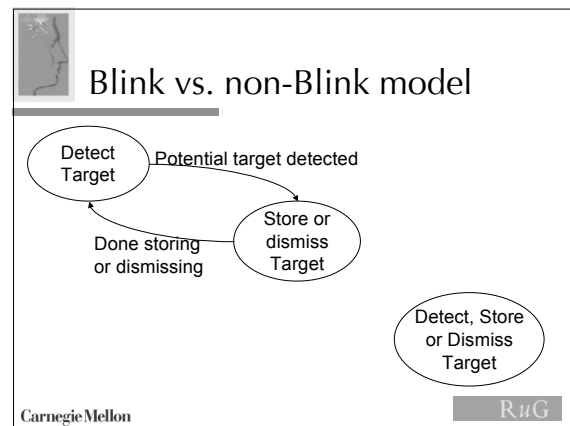 Blink vs. non-Blink model
Detect
Target
Potential target detected
Store or
dismiss
Target
Done storing
or dismissing
Detect, Store
or Dismiss
Target
Carnegie Mellon
RuG